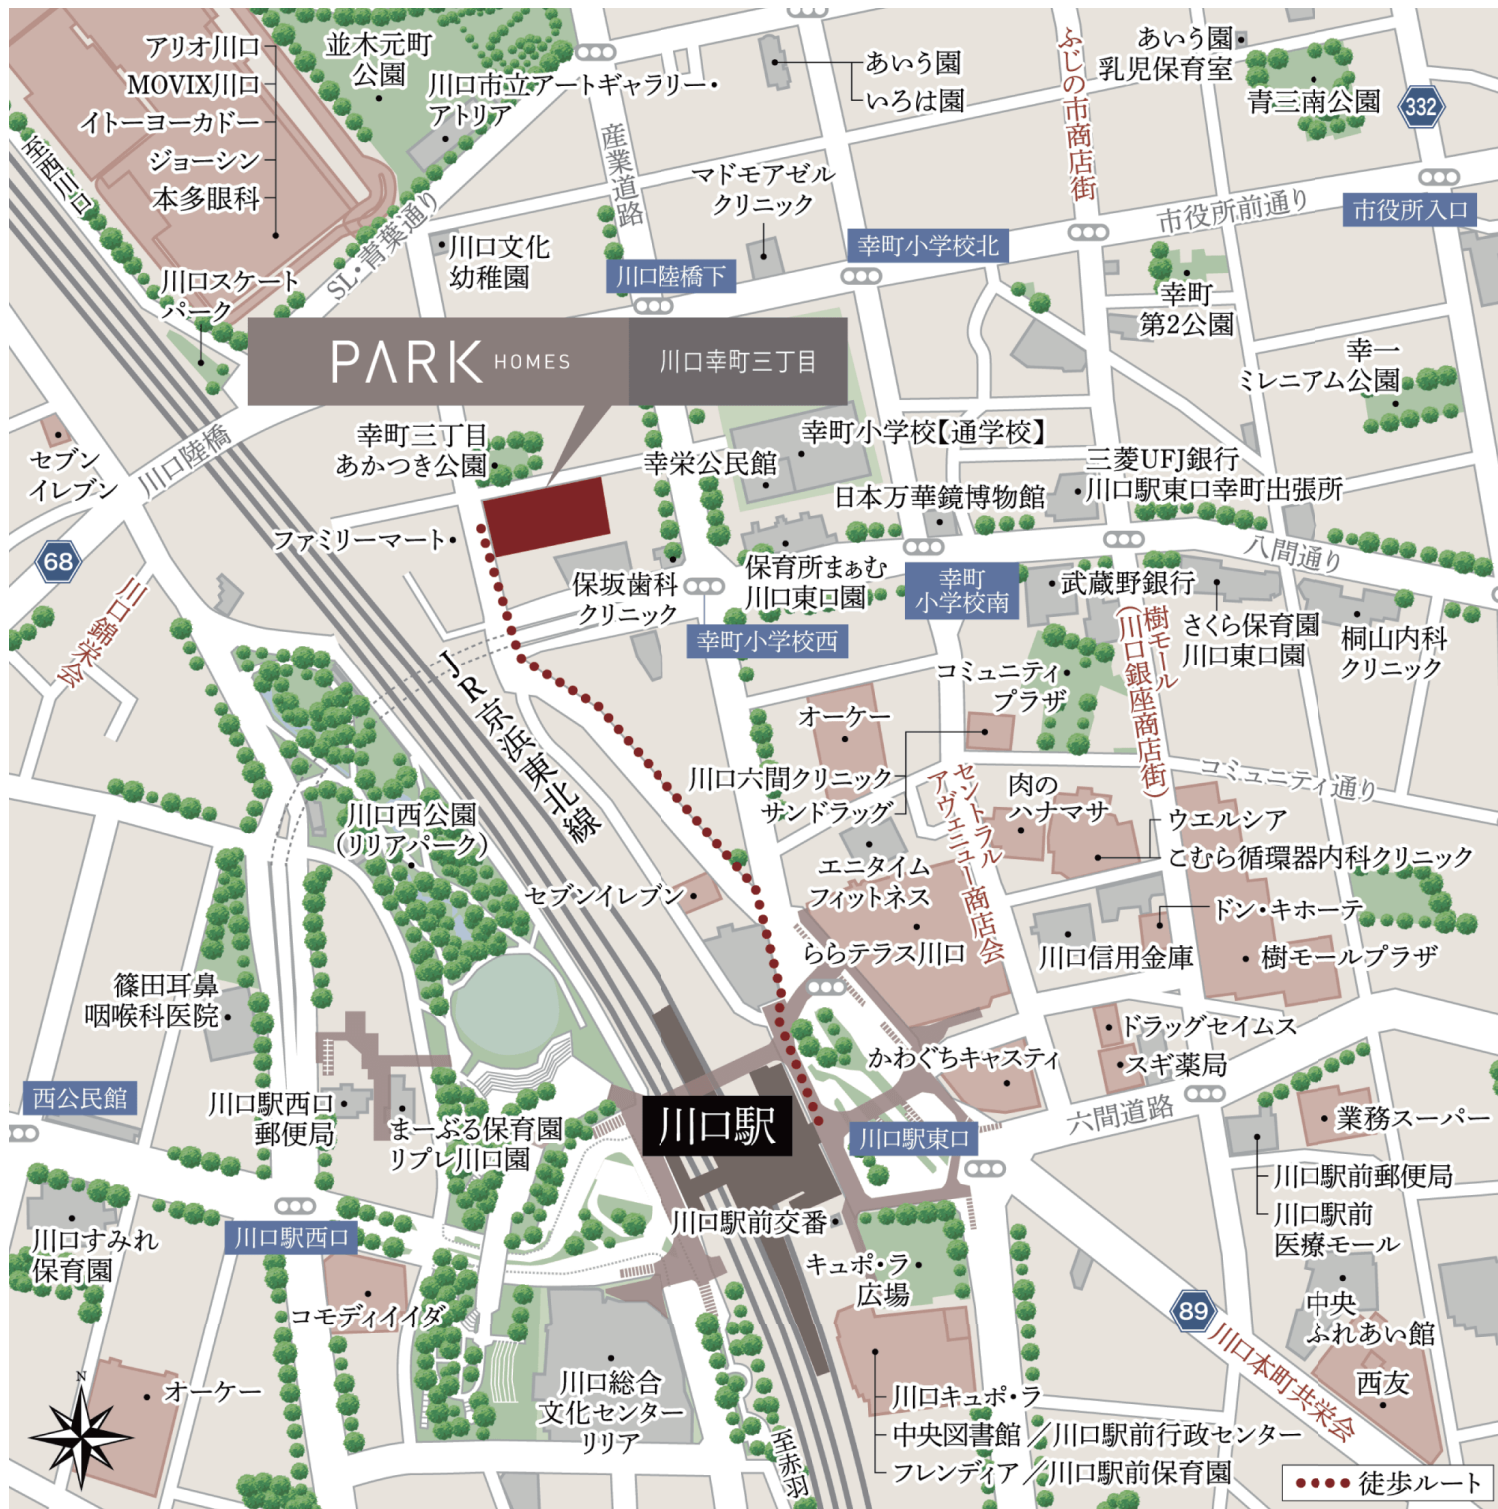 アリオ川口
MOVIX川口
イトーヨーカドー
ジョーシン
本多眼科
並木元町
公園
川口市立アートギャラリー・
アトリア
あいう園
いろは園
ふじの市商店街
あいう園
乳児保育室
青三南公園
332
至西川口
産業道路
マドモアゼル
クリニック
市役所前通り
市役所入口
SL・青葉通り
川口文化
幼稚園
川口陸橋下
幸町小学校北
川口スケート
パーク
幸町
第2公園
PARK HOMES
川口幸町三丁目
幸一
ミレニアム公園
セブン
イレブン
川口陸橋
幸町三丁目
あかつき公園
幸栄公民館
幸町小学校【通学校】
日本万華鏡博物館
三菱UFJ銀行
川口駅東口幸町出張所
ファミリーマート
68
川口錦栄会
保坂歯科
クリニック
保育所まぁむ
川口東口園
幸町
小学校南
八間通り
武蔵野銀行
幸町小学校西
樹モール
(川口銀座商店街)
さくら保育園
川口東口園
桐山内科
クリニック
JR京浜東北線
コミュニティ
プラザ
オーケー
川口六間クリニック
サンドラッグ
セントラル
アヴェニュー商店会
コミュニティ通り
肉の
ハナマサ
ウエルシア
こむら循環器内科クリニック
川口西公園
(リリアパーク)
エニタイム
フィットネス
セブンイレブン
ドン・キホーテ
ららテラス川口
川口信用金庫
樹モールプラザ
篠田耳鼻
咽喉科医院
ドラッグセイムス
スギ薬局
かわぐちキャスティ
西公民館
川口駅西口
郵便局
まーぶる保育園
リプレ川口園
川口駅
川口駅東口
六間道路
業務スーパー
川口駅前郵便局
川口駅前
医療モール
川口すみれ
保育園
川口駅西口
川口駅前交番
キュポ・ラ
広場
コモディイイダ
89
川口本町共栄会
中央
ふれあい館
西友
N
オーケー
川口総合
文化センター
リリア
至赤羽
川口キュポ・ラ
中央図書館／川口駅前行政センター
フレンディア／川口駅前保育園
徒歩ルート